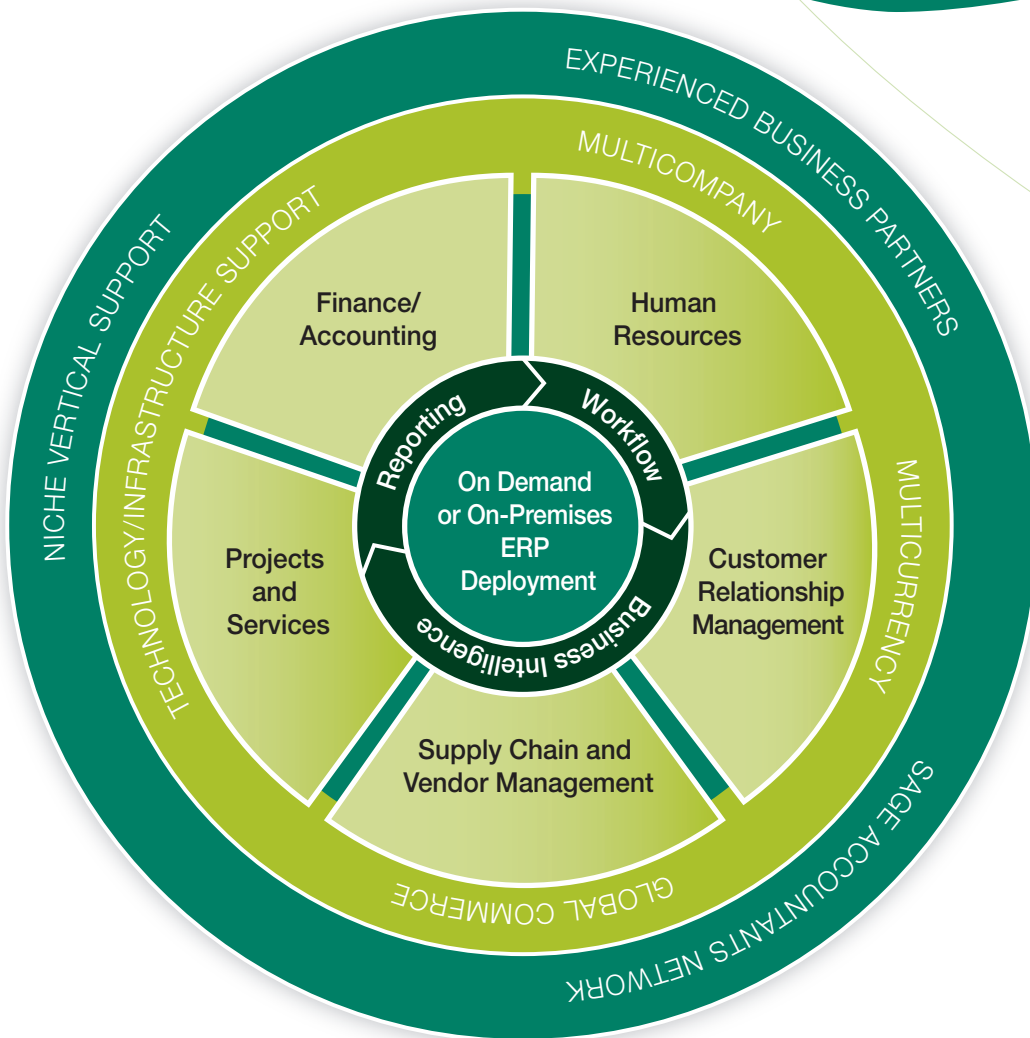 EXPERIENCED BUSINESS PARTNERS
SAGE ACCOUNTANTS NETWORK
NICHE VERTICAL SUPPORT
MULTICOMPANY
MULTICURRENCY
GLOBAL COMMERCE
TECHNOLOGY/INFRASTRUCTURE SUPPORT
Finance/
Accounting
Human
Resources
Customer
Relationship
Management
Supply Chain and
Vendor Management
Projects
and
Services
Reporting
Workflow
Business Intelligence
On Demand
or On-Premises
ERP
Deployment